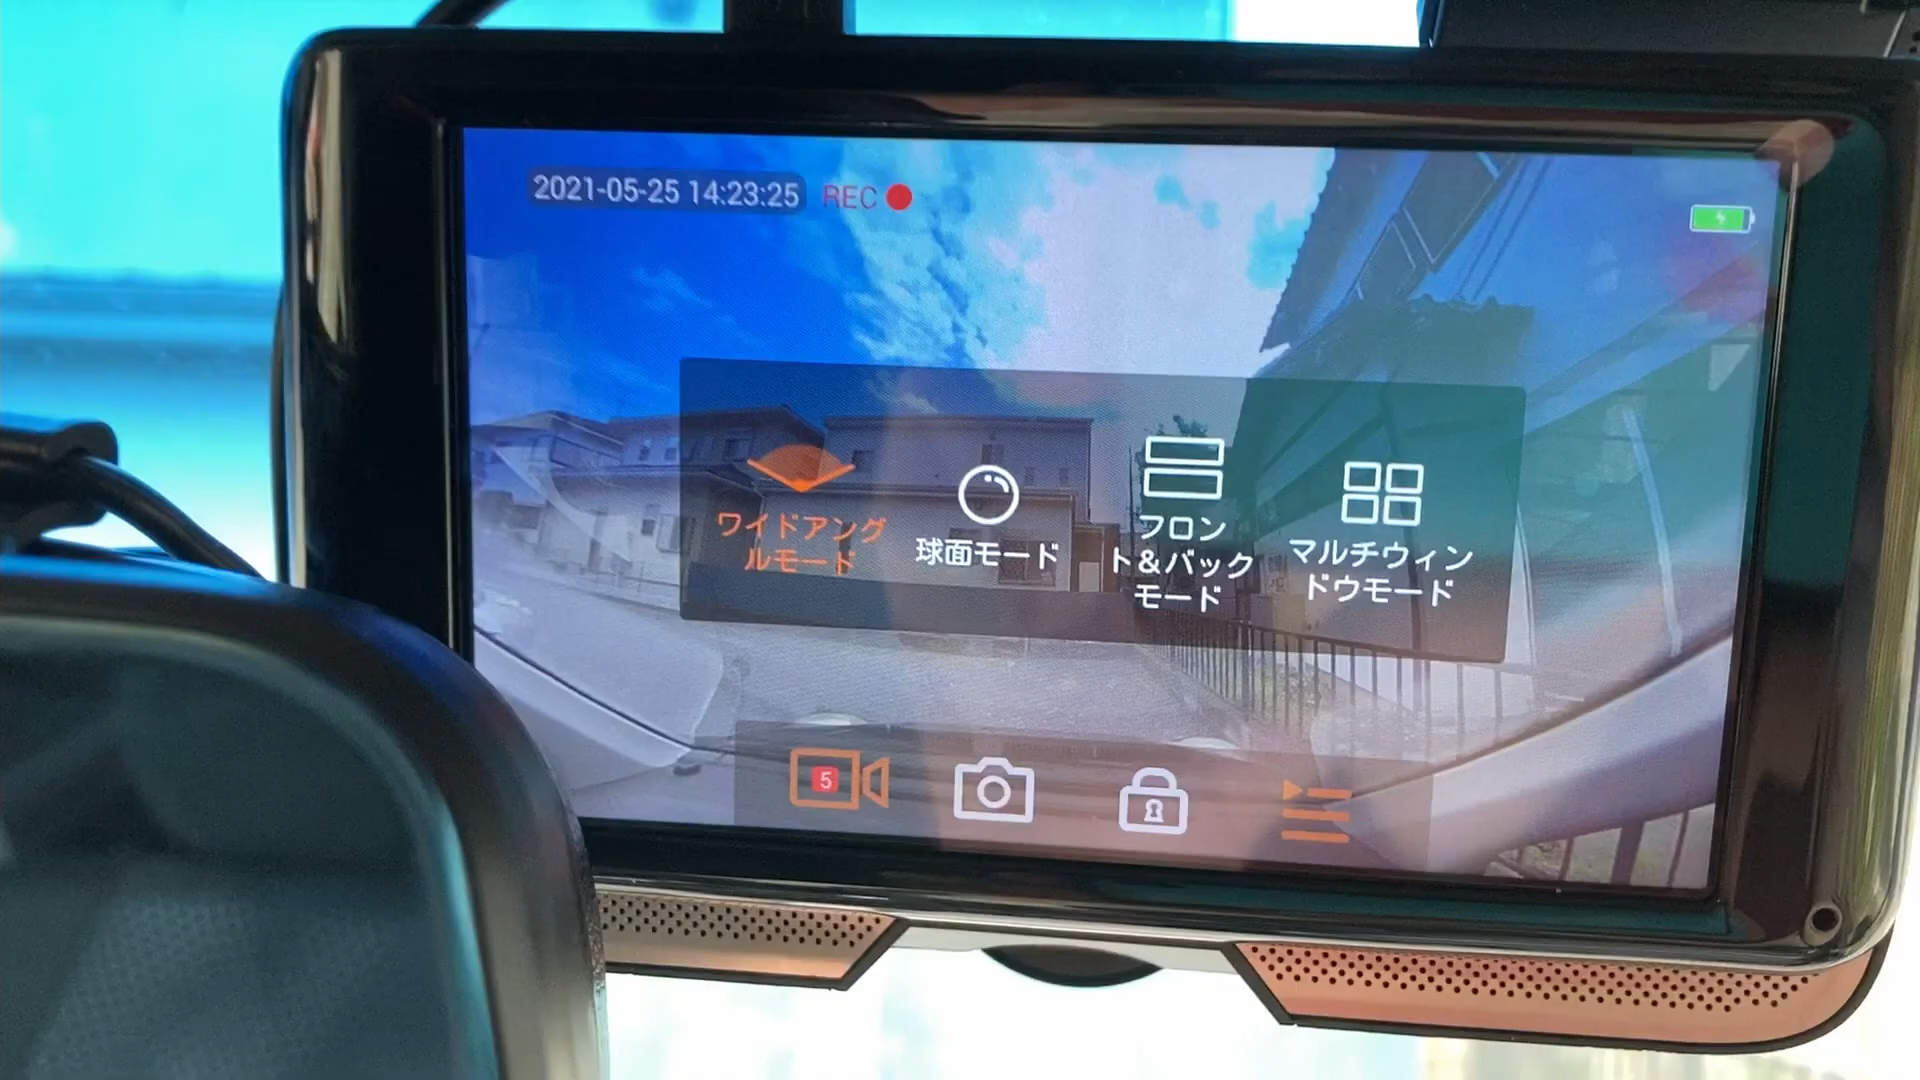 2021-05-25 14:23:25 REC
ワイドアング
ルモード
球面モード
フロン
ト&バック
モード
マルチウィン
ドウモード
5